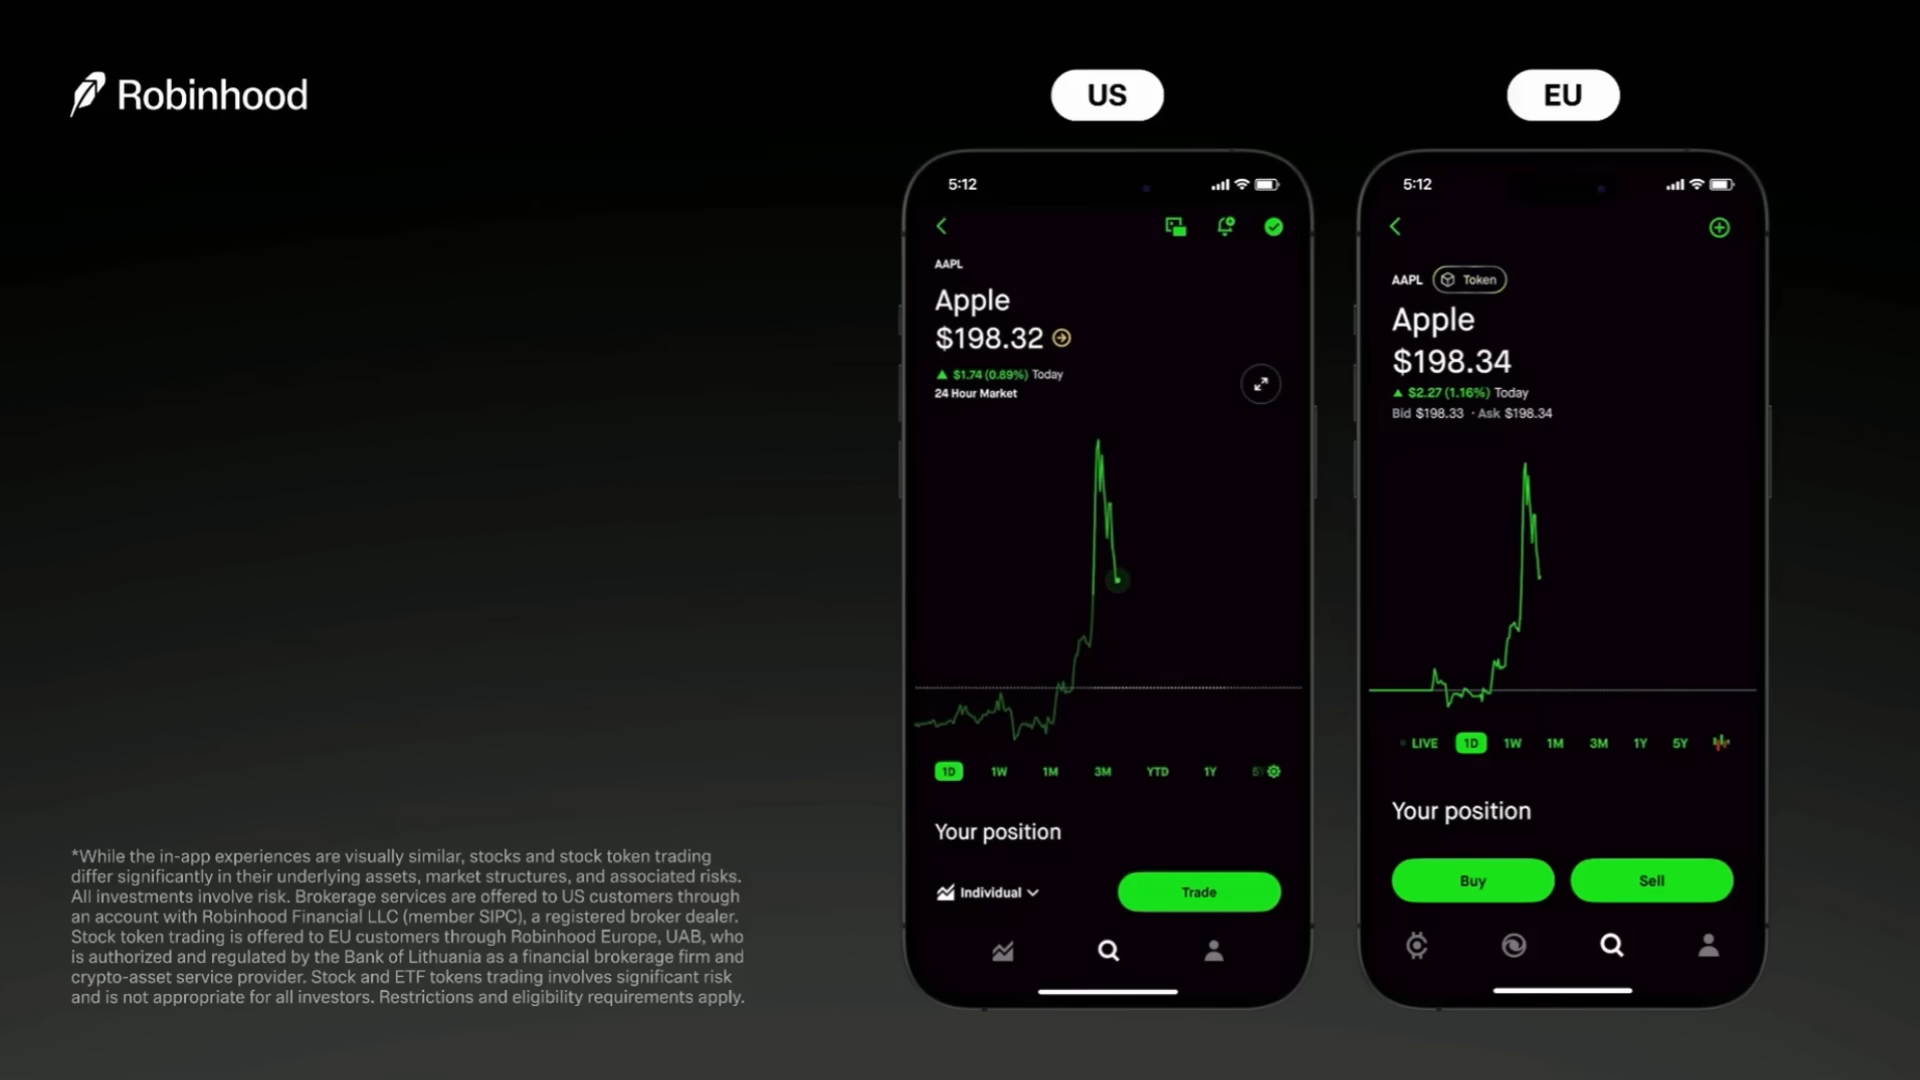 Robinhood
US
5:12
AAPL
Apple
$198.32
$1.74 (0.89%) Today
24 Hour Market
1D 1W 1M 3M YTD 1Y 5Y
Your position
Individual
Trade
EU
5:12
AAPL Token
Apple
$198.34
$2.27 (1.16%) Today
Bid $198.33 · Ask $198.34
LIVE 1D 1W 1M 3M 1Y 5Y
Your position
Buy Sell
*While the in-app experiences are visually similar, stocks and stock token trading
differ significantly in their underlying assets, market structures, and associated risks.
All investments involve risk. Brokerage services are offered to US customers through
an account with Robinhood Financial LLC (member SIPC), a registered broker dealer.
Stock token trading is offered to EU customers through Robinhood Europe, UAB, who
is authorized and regulated by the Bank of Lithuania as a financial brokerage firm and
crypto-asset service provider. Stock and ETF tokens trading involves significant risk
and is not appropriate for all investors. Restrictions and eligibility requirements apply.